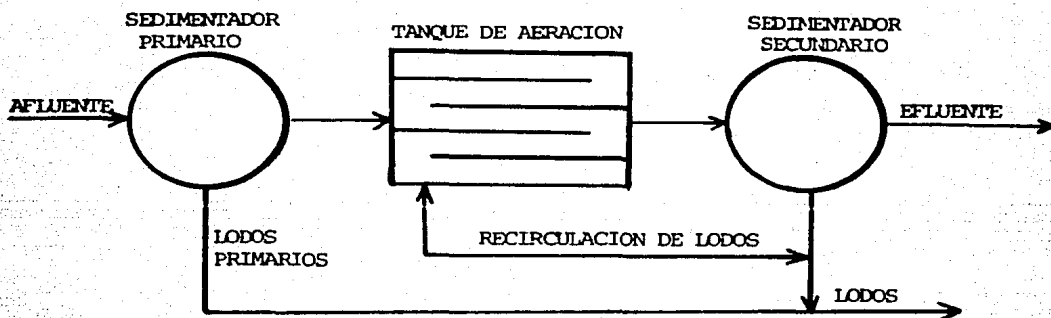 SEDIMENTADOR
PRIMARIO
TANQUE DE AERACION
SEDIMENTADOR
SECUNDARIO
AFLUENTE
EFLUENTE
LODOS
PRIMARIOS
RECIRCULACION DE LODOS
LODOS